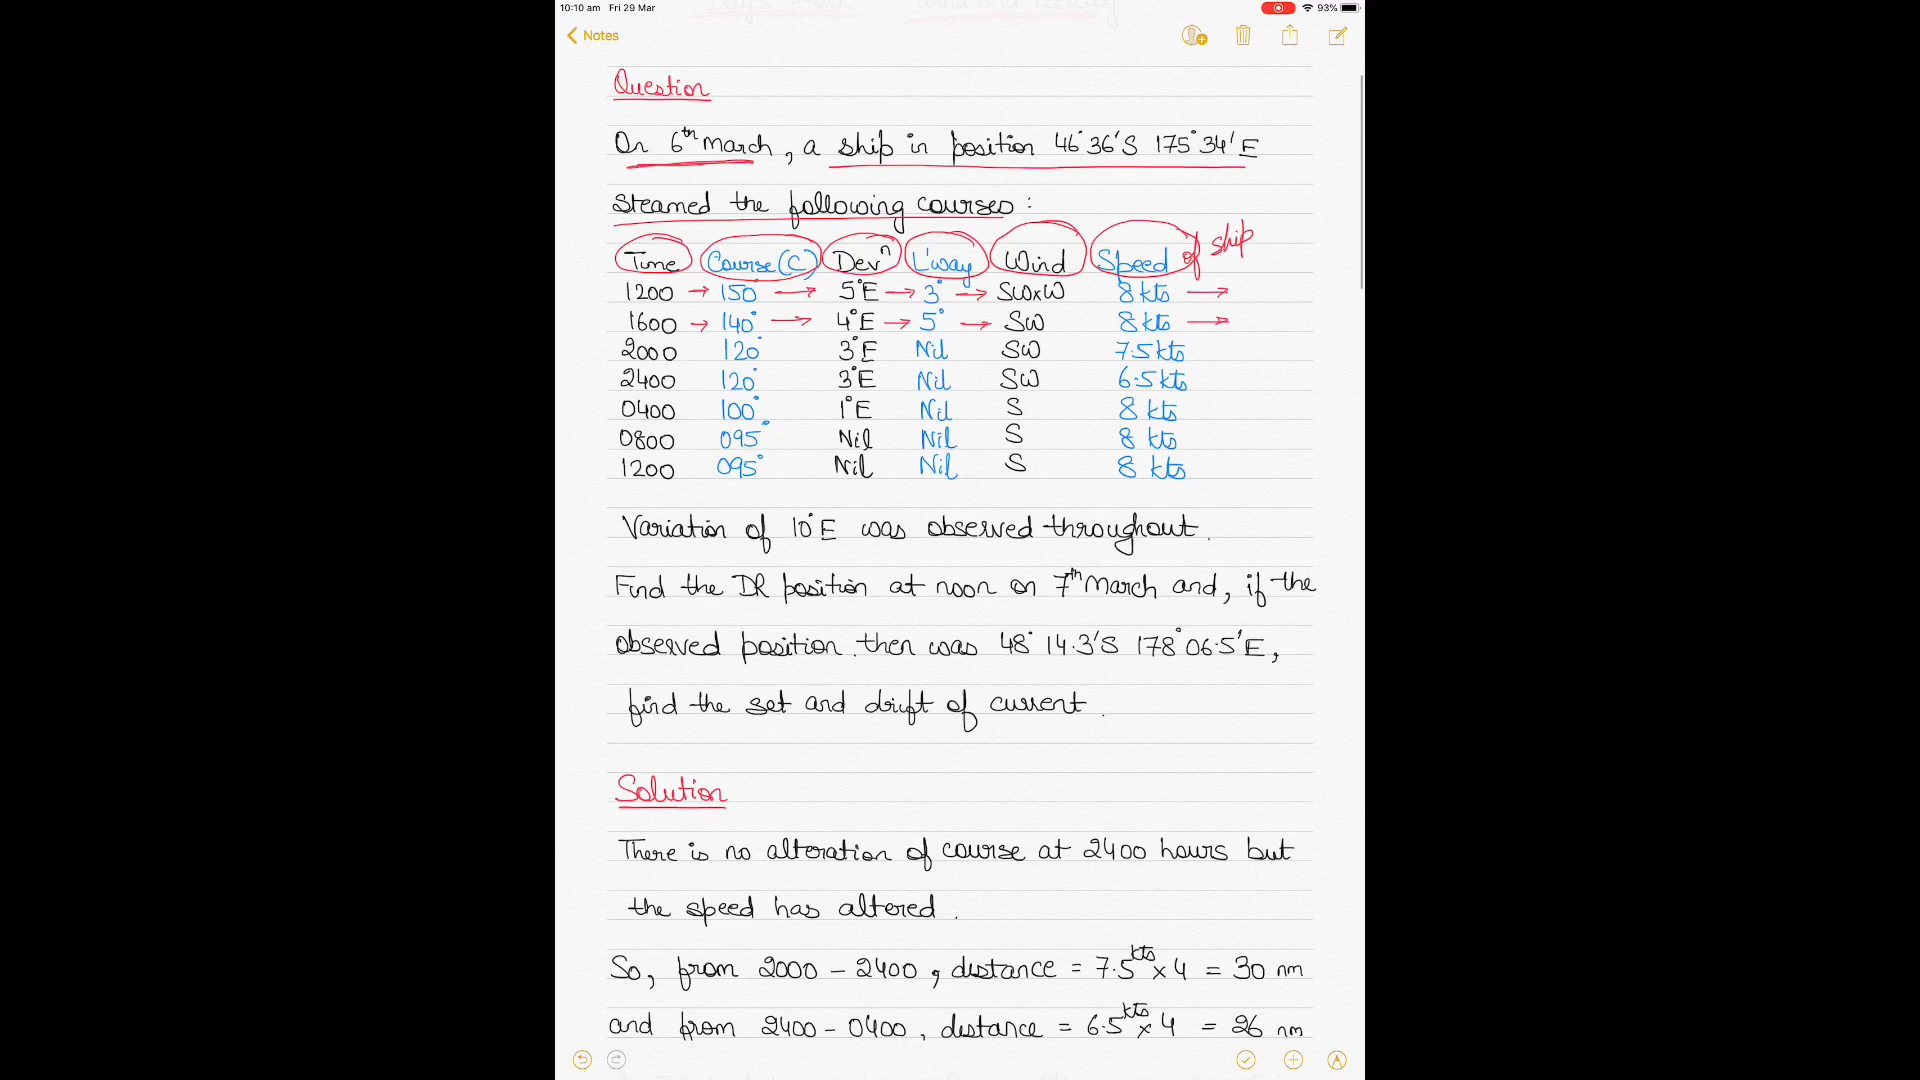 10:10 am Fri 29 Mar 93%
Notes
Question
On 6th March, a ship in position 46° 36' S 175° 34' E
steamed the following courses :
Time Course (C) Devn L'way Wind Speed of ship
1200 → 150° → 5°E → 3° → SWxW 8 kts →
1600 → 140° → 4°E → 5° → SW 8 kts →
2000 120° 3°E Nil SW 7.5 kts
2400 120° 3°E Nil SW 6.5 kts
0400 100° 1°E Nil S 8 kts
0800 095° Nil Nil S 8 kts
1200 095° Nil Nil S 8 kts
Variation of 10°E was observed throughout.
Find the DR position at noon on 7th March and, if the
observed position then was 48° 14.3' S 178° 06.5' E,
find the set and drift of current.
Solution
There is no alteration of course at 2400 hours but
the speed has altered.
So, from 2000 – 2400, distance = 7.5 kts x 4 = 30 nm
and from 2400 – 0400, distance = 6.5 kts x 4 = 26 nm